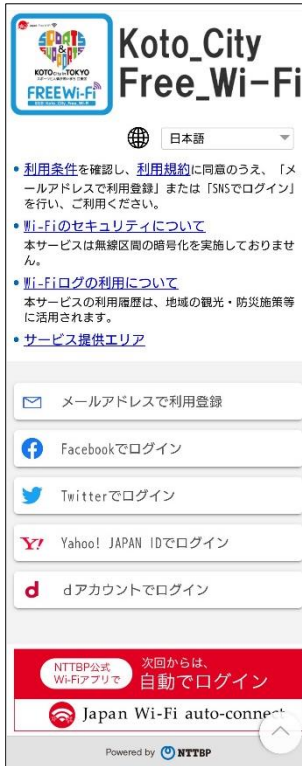 SPORTS
&
SUPPORTS
KOTO City in TOKYO
FREE Wi-Fi
Koto_City
Free_Wi-Fi
日本語
利用条件を確認し、利用規約に同意のうえ、「メ
ールアドレスで利用登録」または「SNSでログイン」
を行い、ご利用ください。
Wi-Fiのセキュリティについて
本サービスは無線区間の暗号化を実施しておりませ
ん。
Wi-Fiログの利用について
本サービスの利用履歴は、地域の観光・防災施策等
に活用されます。
サービス提供エリア
メールアドレスで利用登録
Facebookでログイン
Twitterでログイン
Y! Yahoo! JAPAN IDでログイン
d dアカウントでログイン
NTTBP公式
Wi-Fiアプリで
次回からは、
自動でログイン
Japan Wi-Fi auto-connect
Powered by NTTBP